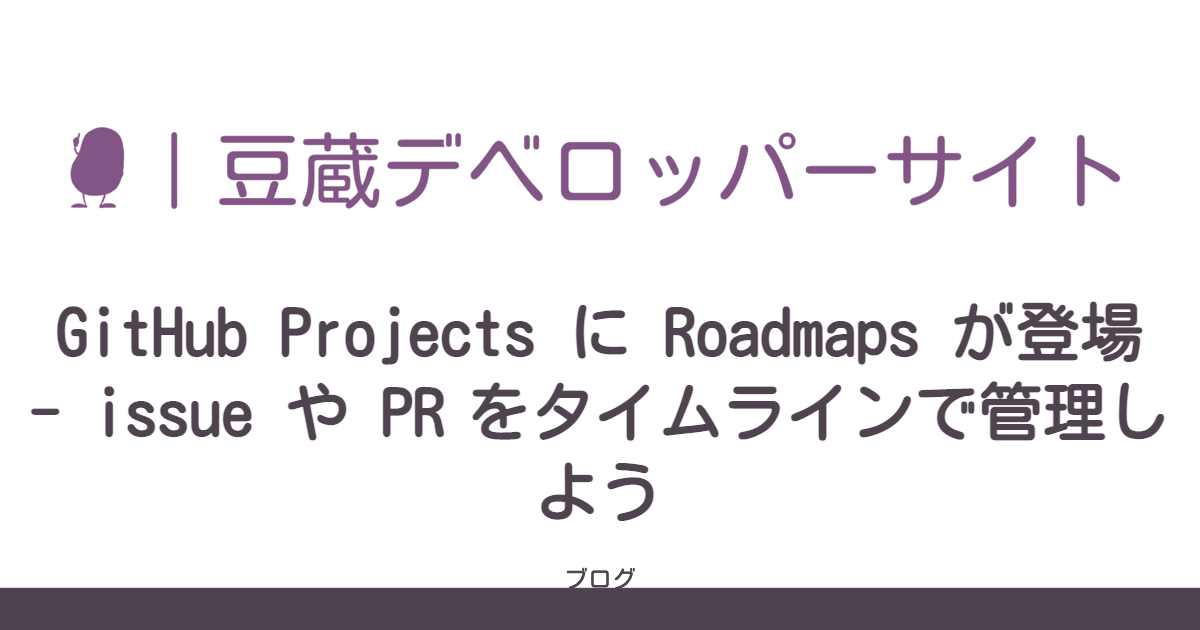 |豆蔵デベロッパーサイト
GitHub Projects に Roadmaps が登場
- issue や PR をタイムラインで管理し
よう
ブログ